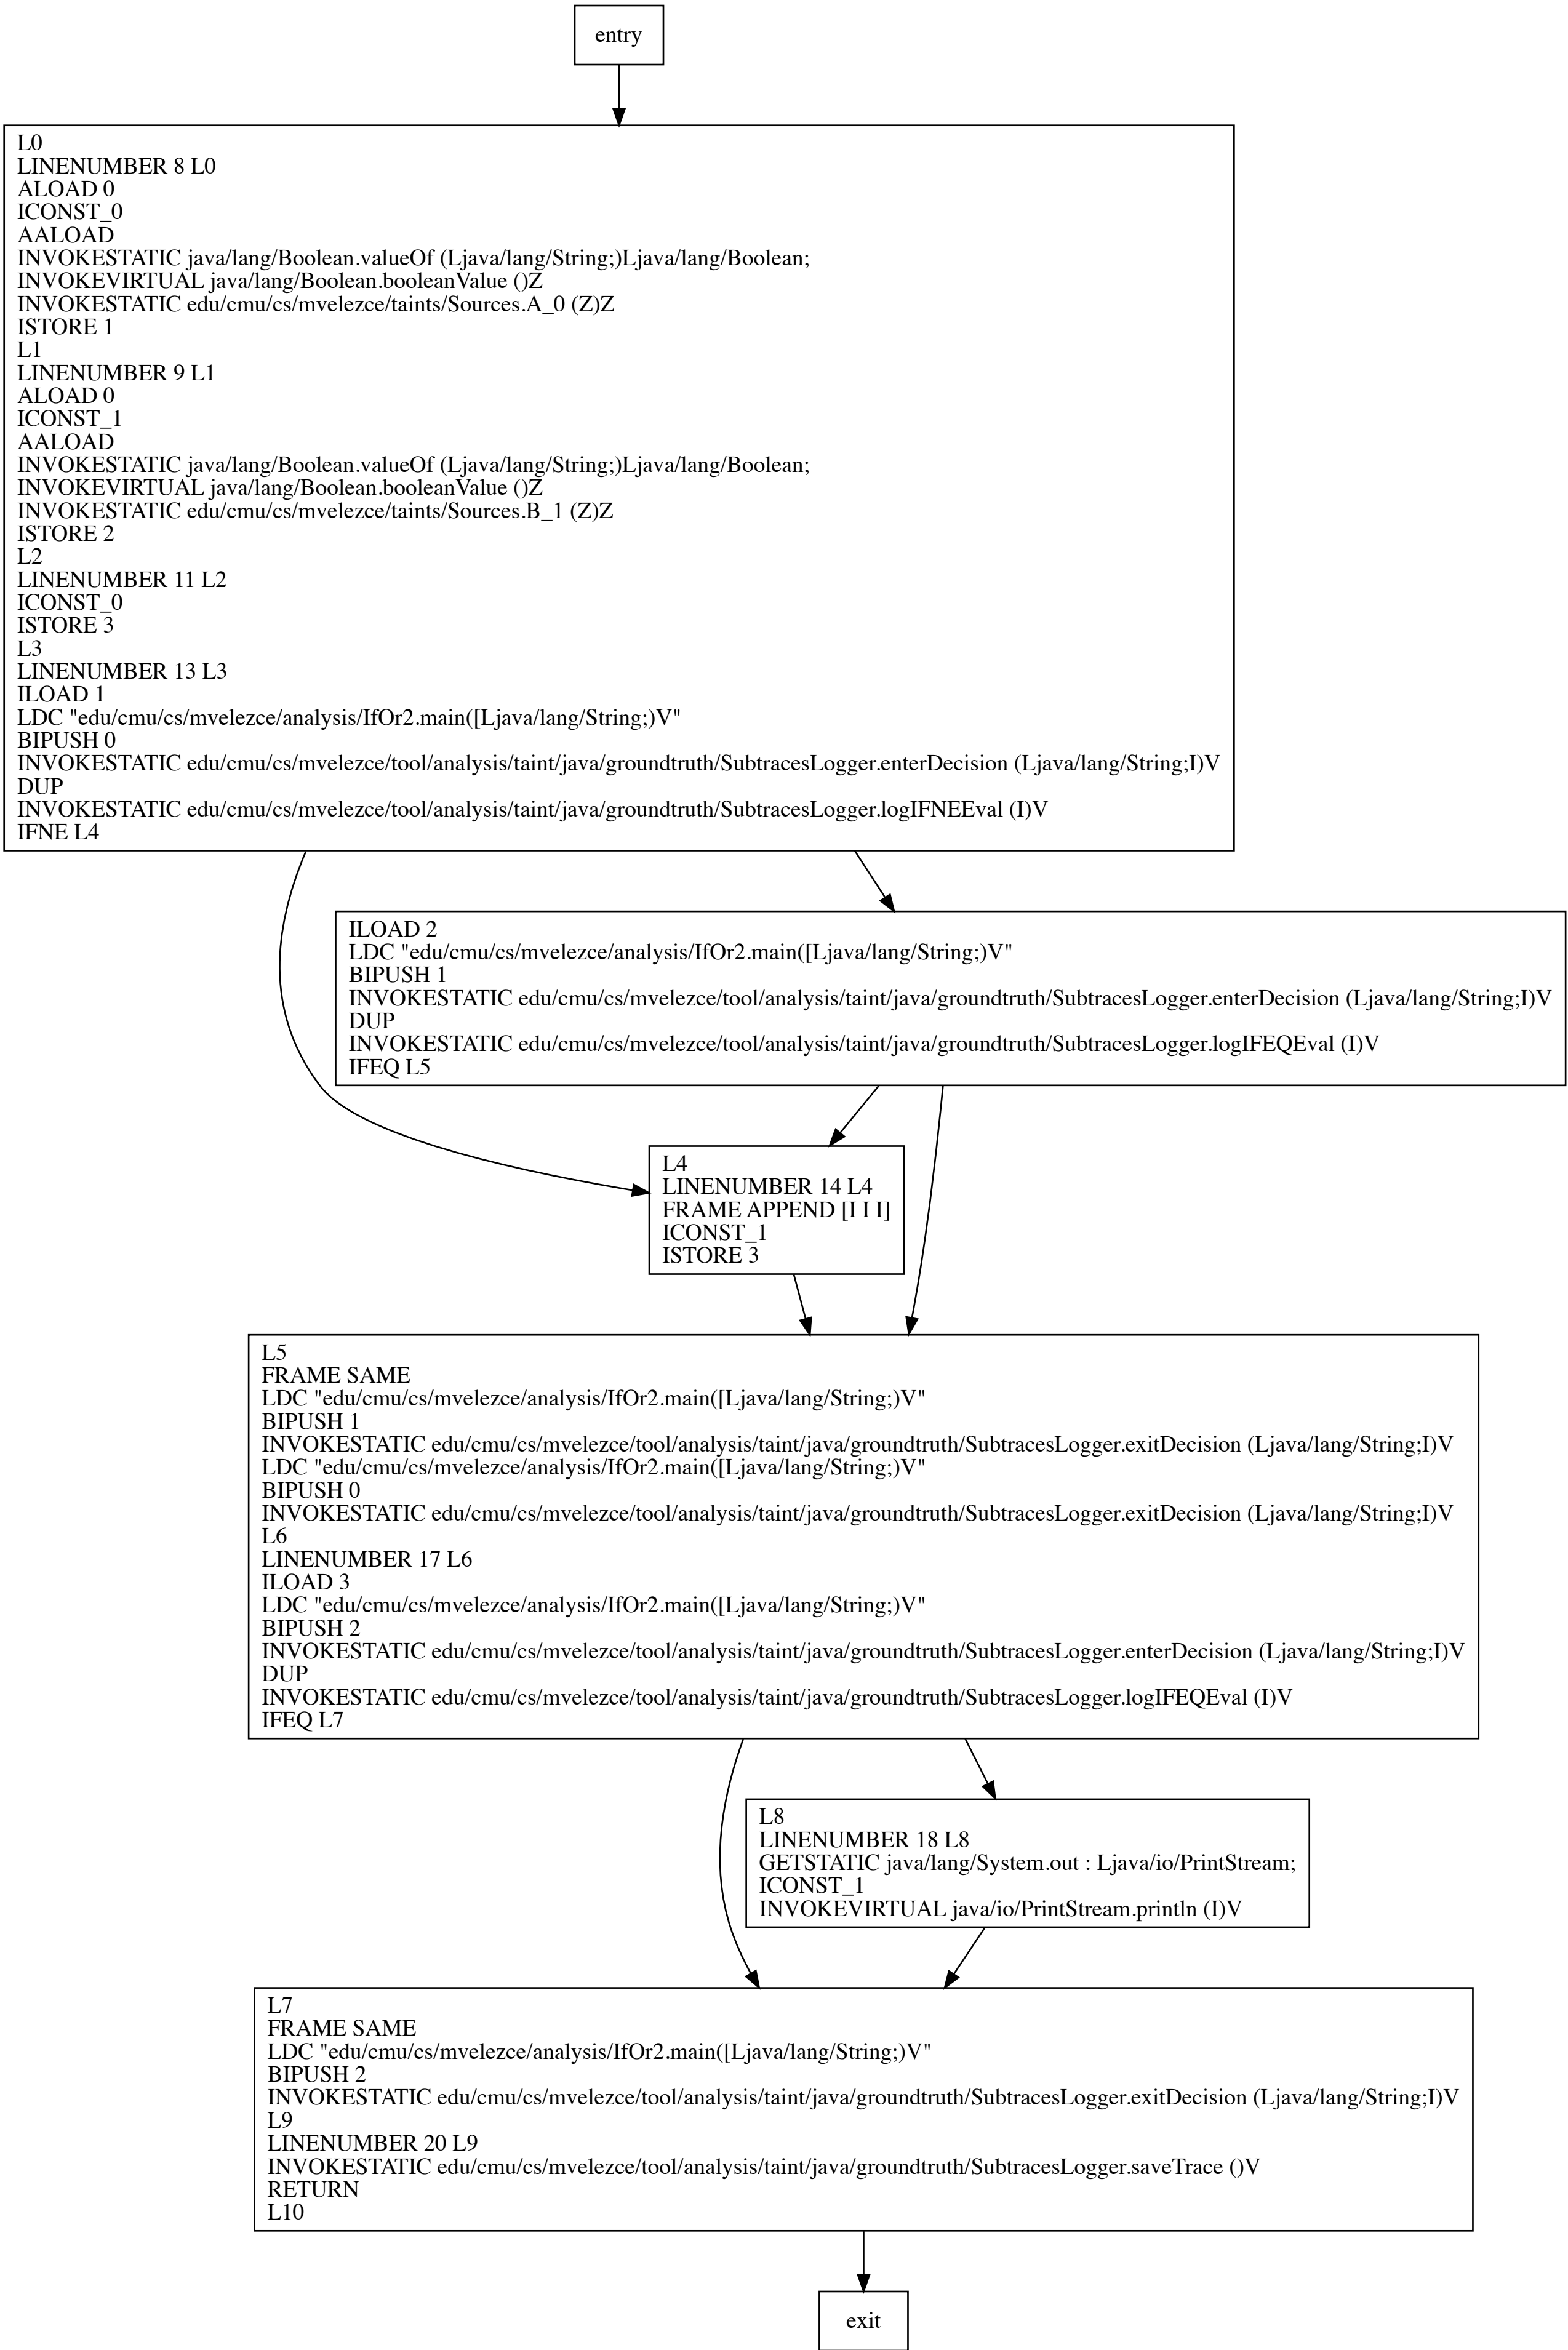 entry
L0
LINENUMBER 8 L0
ALOAD 0
ICONST_0
AALOAD
INVOKESTATIC java/lang/Boolean.valueOf (Ljava/lang/String;)Ljava/lang/Boolean;
INVOKEVIRTUAL java/lang/Boolean.booleanValue ()Z
INVOKESTATIC edu/cmu/cs/mvelezce/taints/Sources.A_0 (Z)Z
ISTORE 1
L1
LINENUMBER 9 L1
ALOAD 0
ICONST_1
AALOAD
INVOKESTATIC java/lang/Boolean.valueOf (Ljava/lang/String;)Ljava/lang/Boolean;
INVOKEVIRTUAL java/lang/Boolean.booleanValue ()Z
INVOKESTATIC edu/cmu/cs/mvelezce/taints/Sources.B_1 (Z)Z
ISTORE 2
L2
LINENUMBER 11 L2
ICONST_0
ISTORE 3
L3
LINENUMBER 13 L3
ILOAD 1
LDC "edu/cmu/cs/mvelezce/analysis/IfOr2.main([Ljava/lang/String;)V"
BIPUSH 0
INVOKESTATIC edu/cmu/cs/mvelezce/tool/analysis/taint/java/groundtruth/SubtracesLogger.enterDecision (Ljava/lang/String;I)V
DUP
INVOKESTATIC edu/cmu/cs/mvelezce/tool/analysis/taint/java/groundtruth/SubtracesLogger.logIFNEEval (I)V
IFNE L4
ILOAD 2
LDC "edu/cmu/cs/mvelezce/analysis/IfOr2.main([Ljava/lang/String;)V"
BIPUSH 1
INVOKESTATIC edu/cmu/cs/mvelezce/tool/analysis/taint/java/groundtruth/SubtracesLogger.enterDecision (Ljava/lang/String;I)V
DUP
INVOKESTATIC edu/cmu/cs/mvelezce/tool/analysis/taint/java/groundtruth/SubtracesLogger.logIFEQEval (I)V
IFEQ L5
L4
LINENUMBER 14 L4
FRAME APPEND [I I I]
ICONST_1
ISTORE 3
L5
FRAME SAME
LDC "edu/cmu/cs/mvelezce/analysis/IfOr2.main([Ljava/lang/String;)V"
BIPUSH 1
INVOKESTATIC edu/cmu/cs/mvelezce/tool/analysis/taint/java/groundtruth/SubtracesLogger.exitDecision (Ljava/lang/String;I)V
LDC "edu/cmu/cs/mvelezce/analysis/IfOr2.main([Ljava/lang/String;)V"
BIPUSH 0
INVOKESTATIC edu/cmu/cs/mvelezce/tool/analysis/taint/java/groundtruth/SubtracesLogger.exitDecision (Ljava/lang/String;I)V
L6
LINENUMBER 17 L6
ILOAD 3
LDC "edu/cmu/cs/mvelezce/analysis/IfOr2.main([Ljava/lang/String;)V"
BIPUSH 2
INVOKESTATIC edu/cmu/cs/mvelezce/tool/analysis/taint/java/groundtruth/SubtracesLogger.enterDecision (Ljava/lang/String;I)V
DUP
INVOKESTATIC edu/cmu/cs/mvelezce/tool/analysis/taint/java/groundtruth/SubtracesLogger.logIFEQEval (I)V
IFEQ L7
L8
LINENUMBER 18 L8
GETSTATIC java/lang/System.out : Ljava/io/PrintStream;
ICONST_1
INVOKEVIRTUAL java/io/PrintStream.println (I)V
L7
FRAME SAME
LDC "edu/cmu/cs/mvelezce/analysis/IfOr2.main([Ljava/lang/String;)V"
BIPUSH 2
INVOKESTATIC edu/cmu/cs/mvelezce/tool/analysis/taint/java/groundtruth/SubtracesLogger.exitDecision (Ljava/lang/String;I)V
L9
LINENUMBER 20 L9
INVOKESTATIC edu/cmu/cs/mvelezce/tool/analysis/taint/java/groundtruth/SubtracesLogger.saveTrace ()V
RETURN
L10
exit